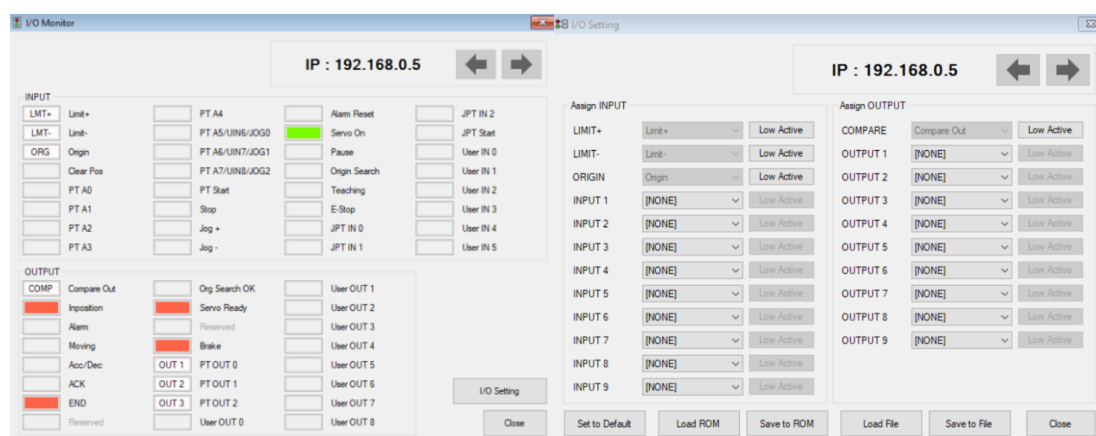 I/O Monitor
IP : 192.168.0.5
INPUT
LMT+ Limit+ PT A4 Alarm Reset JPT IN 2
LMT- Limit- PT A5/UIN6/JOG0 Servo On JPT Start
ORG Origin PT A6/UIN7/JOG1 Pause User IN 0
Clear Pos PT A7/UIN8/JOG2 Origin Search User IN 1
PT A0 PT Start Teaching User IN 2
PT A1 Stop E-Stop User IN 3
PT A2 Jog + JPT IN 0 User IN 4
PT A3 Jog - JPT IN 1 User IN 5
OUTPUT
COMP Compare Out Org Search OK User OUT 1
Inposition Servo Ready User OUT 2
Alarm Reserved User OUT 3
Moving Brake User OUT 4
Acc/Dec OUT 1 PT OUT 0 User OUT 5
ACK OUT 2 PT OUT 1 User OUT 6
END OUT 3 PT OUT 2 User OUT 7
Reserved User OUT 0 User OUT 8
I/O Setting
Close
I/O Setting
IP : 192.168.0.5
Assign INPUT
LIMIT+ Limit+ Low Active
LIMIT- Limit- Low Active
ORIGIN Origin Low Active
INPUT 1 [NONE] Low Active
INPUT 2 [NONE] Low Active
INPUT 3 [NONE] Low Active
INPUT 4 [NONE] Low Active
INPUT 5 [NONE] Low Active
INPUT 6 [NONE] Low Active
INPUT 7 [NONE] Low Active
INPUT 8 [NONE] Low Active
INPUT 9 [NONE] Low Active
Assign OUTPUT
COMPARE Compare Out Low Active
OUTPUT 1 [NONE] Low Active
OUTPUT 2 [NONE] Low Active
OUTPUT 3 [NONE] Low Active
OUTPUT 4 [NONE] Low Active
OUTPUT 5 [NONE] Low Active
OUTPUT 6 [NONE] Low Active
OUTPUT 7 [NONE] Low Active
OUTPUT 8 [NONE] Low Active
OUTPUT 9 [NONE] Low Active
Set to Default Load ROM Save to ROM Load File Save to File Close